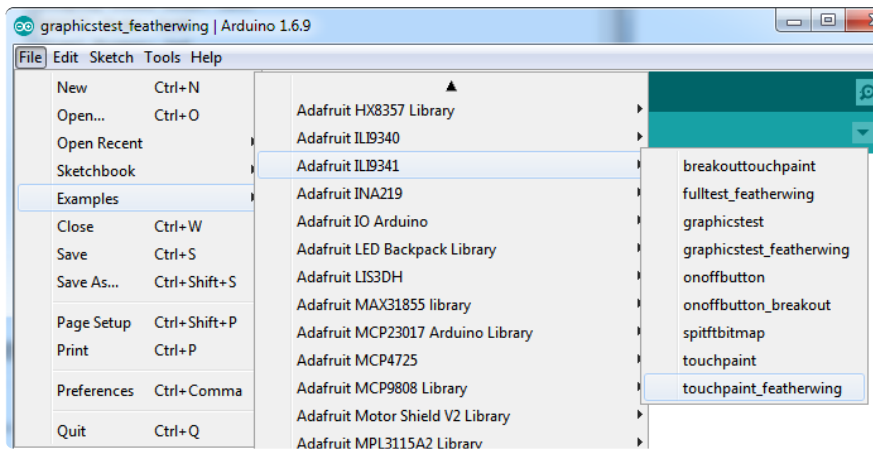 graphicstest_featherwing | Arduino 1.6.9
File Edit Sketch Tools Help
New Ctrl+N
Open... Ctrl+O
Open Recent
Sketchbook
Examples
Close Ctrl+W
Save Ctrl+S
Save As... Ctrl+Shift+S
Page Setup Ctrl+Shift+P
Print Ctrl+P
Preferences Ctrl+Comma
Quit Ctrl+Q
Adafruit HX8357 Library
Adafruit ILI9340
Adafruit ILI9341
Adafruit INA219
Adafruit IO Arduino
Adafruit LED Backpack Library
Adafruit LIS3DH
Adafruit MAX31855 library
Adafruit MCP23017 Arduino Library
Adafruit MCP4725
Adafruit MCP9808 Library
Adafruit Motor Shield V2 Library
Adafruit MPL3115A2 Library
breakouttouchpaint
fulltest_featherwing
graphicstest
graphicstest_featherwing
onoffbutton
onoffbutton_breakout
spitftbitmap
touchpaint
touchpaint_featherwing